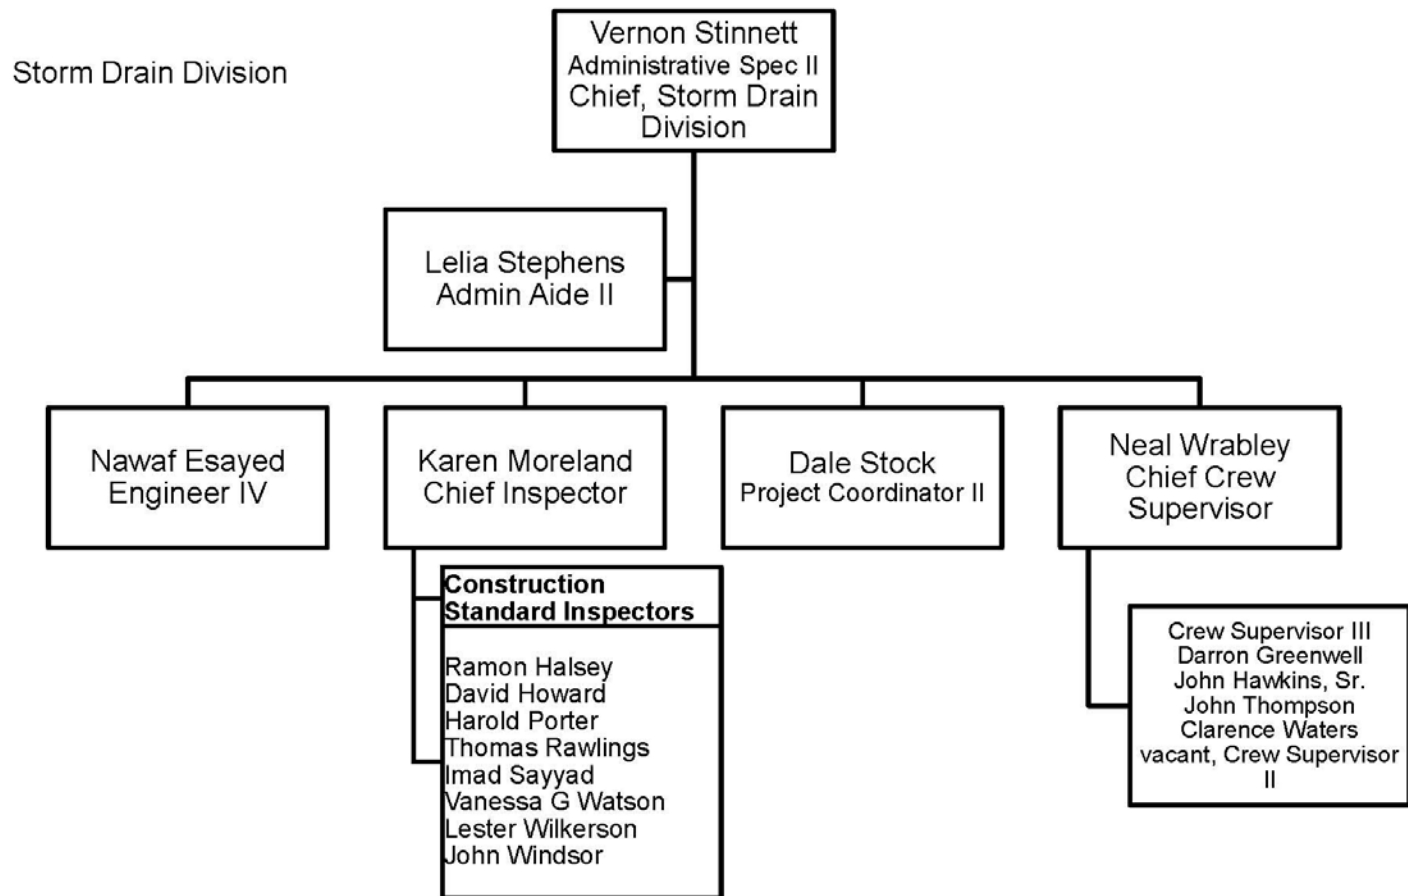 Storm Drain Division
Vernon Stinnett
Administrative Spec II
Chief, Storm Drain
Division
Lelia Stephens
Admin Aide II
Nawaf Esayed
Engineer IV
Karen Moreland
Chief Inspector
Dale Stock
Project Coordinator II
Neal Wrabley
Chief Crew
Supervisor
Construction
Standard Inspectors
Ramon Halsey
David Howard
Harold Porter
Thomas Rawlings
Imad Sayyad
Vanessa G Watson
Lester Wilkerson
John Windsor
Crew Supervisor III
Darron Greenwell
John Hawkins, Sr.
John Thompson
Clarence Waters
vacant, Crew Supervisor
II